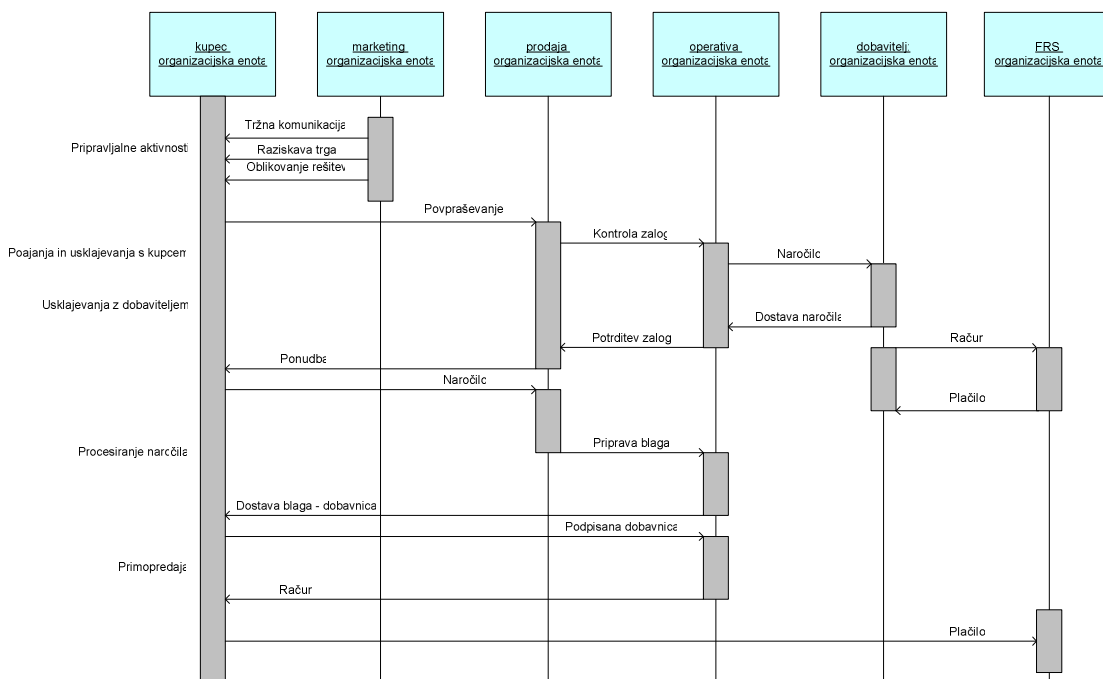 kupec
organizacijska enota
marketing
organizacijska enota
prodaja
organizacijska enota
operativa
organizacijska enota
dobavitelj
organizacijska enota
FRS
organizacijska enota
Tržna komunikacija
Pripravljalne aktivnosti
Raziskava trga
Oblikovanje rešitev
Povpraševanje
Kontrola zalog
Poajanja in usklajevanja s kupcem
Naročilo
Usklajevanja z dobaviteljem
Dostava naročila
Potrditev zalog
Račun
Ponudba
Naročilo
Plačilo
Procesiranje naročila
Priprava blaga
Dostava blaga - dobavnica
Podpisana dobavnica
Primopredaja
Račun
Plačilo